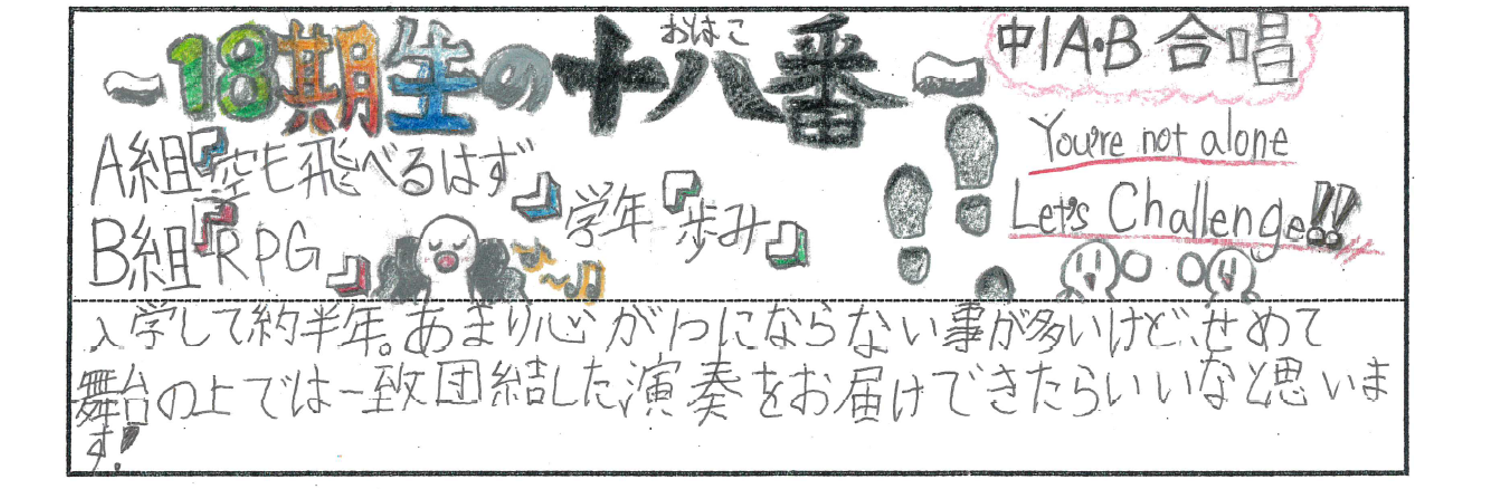 ~18期生の十八番~
おはこ
中1A・B 合唱
A組『空も飛べるはず』
B組『RPG』
学年『歩み』
You're not alone
Let's Challenge!!
入学して約半年。あまり心が1つにならない事が多いけど、せめて
舞台の上では一致団結した演奏をお届けできたらいいなと思いま
す!